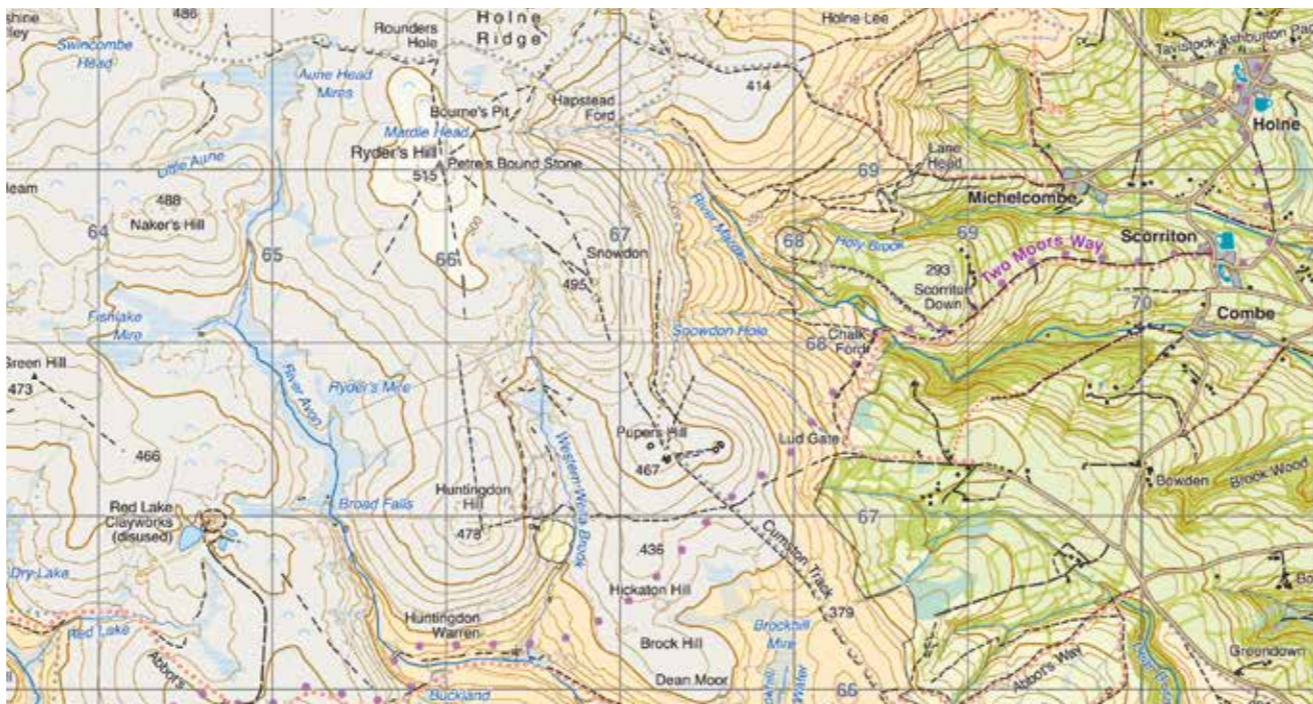 486
Holne
Ridge
Rounders
Hole
Holne Lee
Swincombe
Head
Aune Head
Mires
Tavistock-Ashburton
414
Bourne's Pit
Hapstead
Ford
Holne
Mardle Head
Ryder's Hill
515
Petre's Bound Stone
Little Aune
Lane
Head
69
Michelcombe
488
Naker's Hill
64
65
66
67
68
69
70
500
River Mardle
Holy Brook
Scorriton
Two Moors Way
Snowdon
495
293
Scorriton
Down
Combe
Fishlake
Mire
Snowdon Hole
68
Chalk
Ford
Green Hill
473
River Avon
Ryder's Mire
Western Wella Brook
Pupers Hill
467
Lud Gate
466
Huntingdon
Hill
478
Broad Falls
Red Lake
Clayworks
(disused)
Bowden
Brook Wood
67
436
Hickaton Hill
Dry Lake
379
Huntingdon
Warren
Brock Hill
Brockhill
Mire
Red Lake
Abbot's
Buckland
Dean Moor
66
Abbot's Way
Greendown